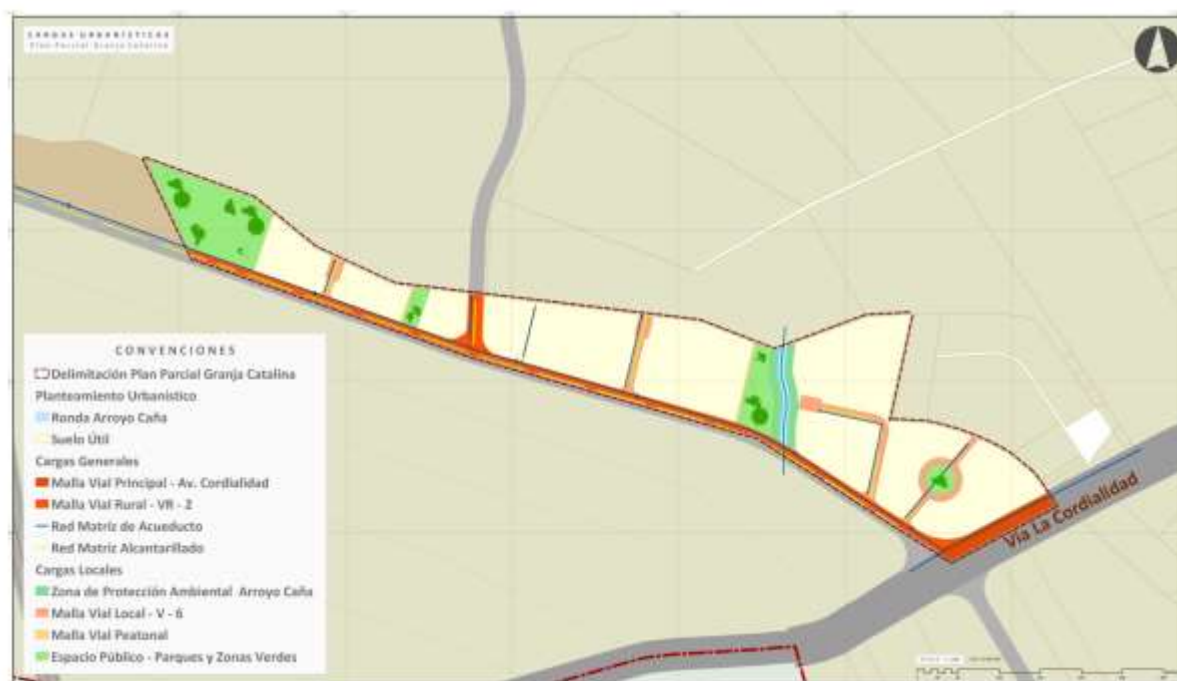 CARGAS URBANÍSTICAS
Plan Parcial Granja Catalina
CONVENCIONES
Delimitación Plan Parcial Granja Catalina
Planteamiento Urbanístico
Ronda Arroyo Caña
Suelo Útil
Cargas Generales
Malla Vial Principal - Av. Cordialidad
Malla Vial Rural - VR - 2
Red Matriz de Acueducto
Red Matriz Alcantarillado
Cargas Locales
Zona de Protección Ambiental Arroyo Caña
Malla Vial Local - V - 6
Malla Vial Peatonal
Espacio Público - Parques y Zonas Verdes
Vía La Cordialidad